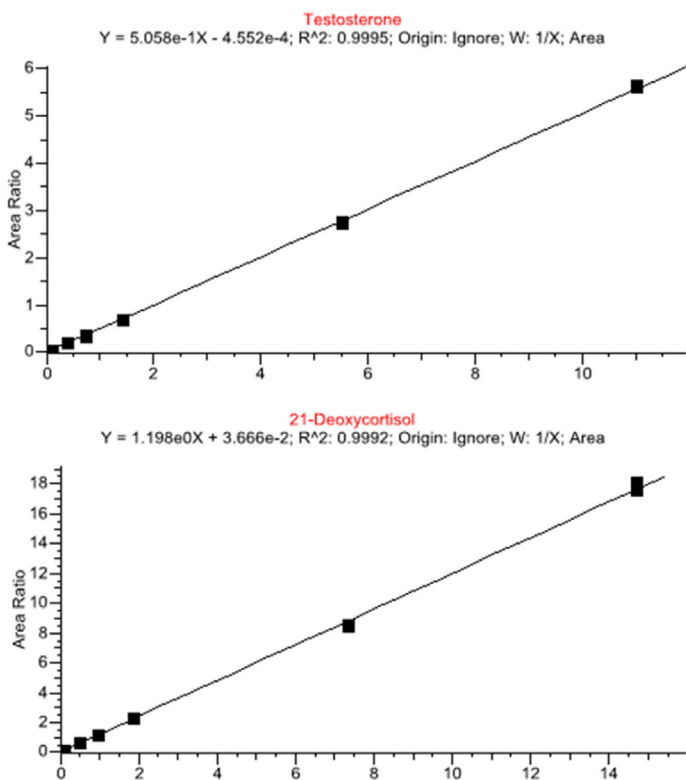 Testosterone
Y = 5.058e-1X - 4.552e-4; R^2: 0.9995; Origin: Ignore; W: 1/X; Area
6
5
4
3
2
1
0
Area Ratio
0 2 4 6 8 10
21-Deoxycortisol
Y = 1.198e0X + 3.666e-2; R^2: 0.9992; Origin: Ignore; W: 1/X; Area
18
16
14
12
10
8
6
4
2
0
Area Ratio
0 2 4 6 8 10 12 14